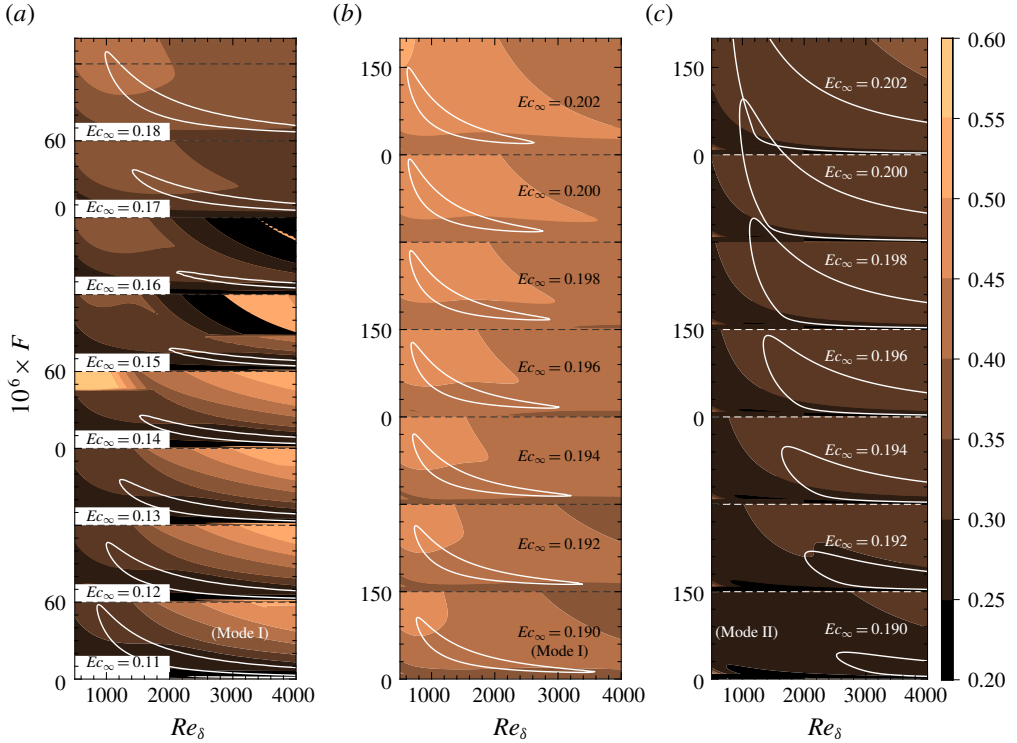 (a)
(b)
(c)
10⁶ × F
Ec∞ = 0.18
60
Ec∞ = 0.17
0
Ec∞ = 0.16
Ec∞ = 0.15
60
Ec∞ = 0.14
0
Ec∞ = 0.13
Ec∞ = 0.12
60
(Mode I)
Ec∞ = 0.11
0
1000 2000 3000 4000
Reδ
150
Ec∞ = 0.202
0
Ec∞ = 0.200
Ec∞ = 0.198
150
Ec∞ = 0.196
0
Ec∞ = 0.194
Ec∞ = 0.192
150
Ec∞ = 0.190
(Mode I)
0
1000 2000 3000 4000
Reδ
150
Ec∞ = 0.202
0
Ec∞ = 0.200
Ec∞ = 0.198
150
Ec∞ = 0.196
0
Ec∞ = 0.194
Ec∞ = 0.192
150
(Mode II) Ec∞ = 0.190
0
1000 2000 3000 4000
Reδ
0.60
0.55
0.50
0.45
0.40
0.35
0.30
0.25
0.20